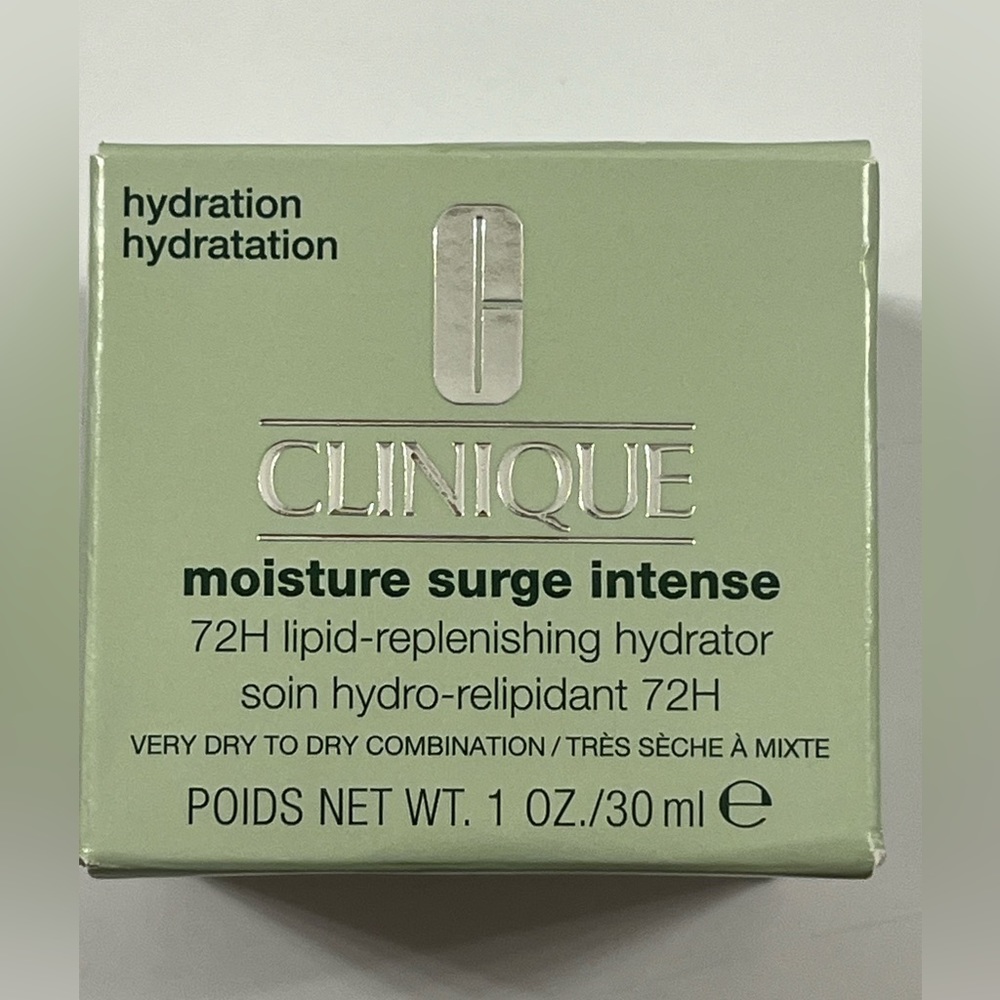 hydration
hydratation
CLINIQUE
moisture surge intense
72H lipid-replenishing hydrator
soin hydro-relipidant 72H
VERY DRY TO DRY COMBINATION / TRÈS SÈCHE À MIXTE
POIDS NET WT. 1 OZ./30 ml ℮